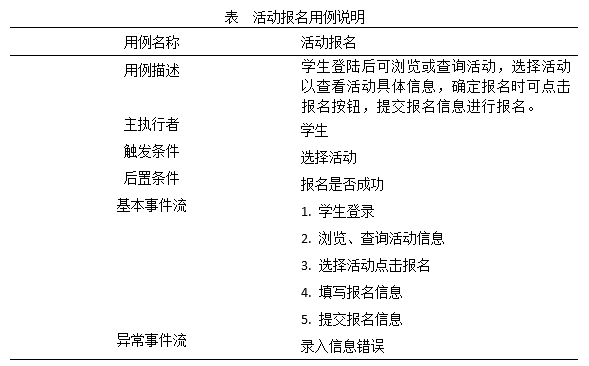 表 活动报名用例说明
用例名称 活动报名
用例描述 学生登陆后可浏览或查询活动，选择活动
以查看活动具体信息，确定报名时可点击
报名按钮，提交报名信息进行报名。
主执行者 学生
触发条件 选择活动
后置条件 报名是否成功
基本事件流 1. 学生登录
2. 浏览、查询活动信息
3. 选择活动点击报名
4. 填写报名信息
5. 提交报名信息
异常事件流 录入信息错误